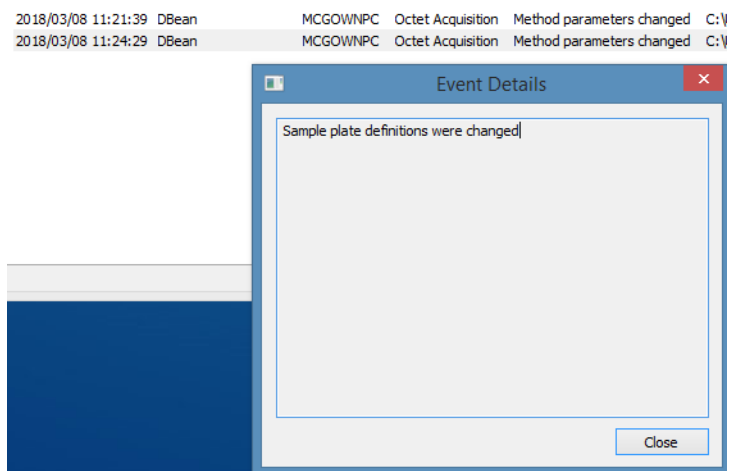 2018/03/08 11:21:39 DBean MCGOWNPC Octet Acquisition Method parameters changed C:\
2018/03/08 11:24:29 DBean MCGOWNPC Octet Acquisition Method parameters changed C:\
Event Details
Sample plate definitions were changed
Close